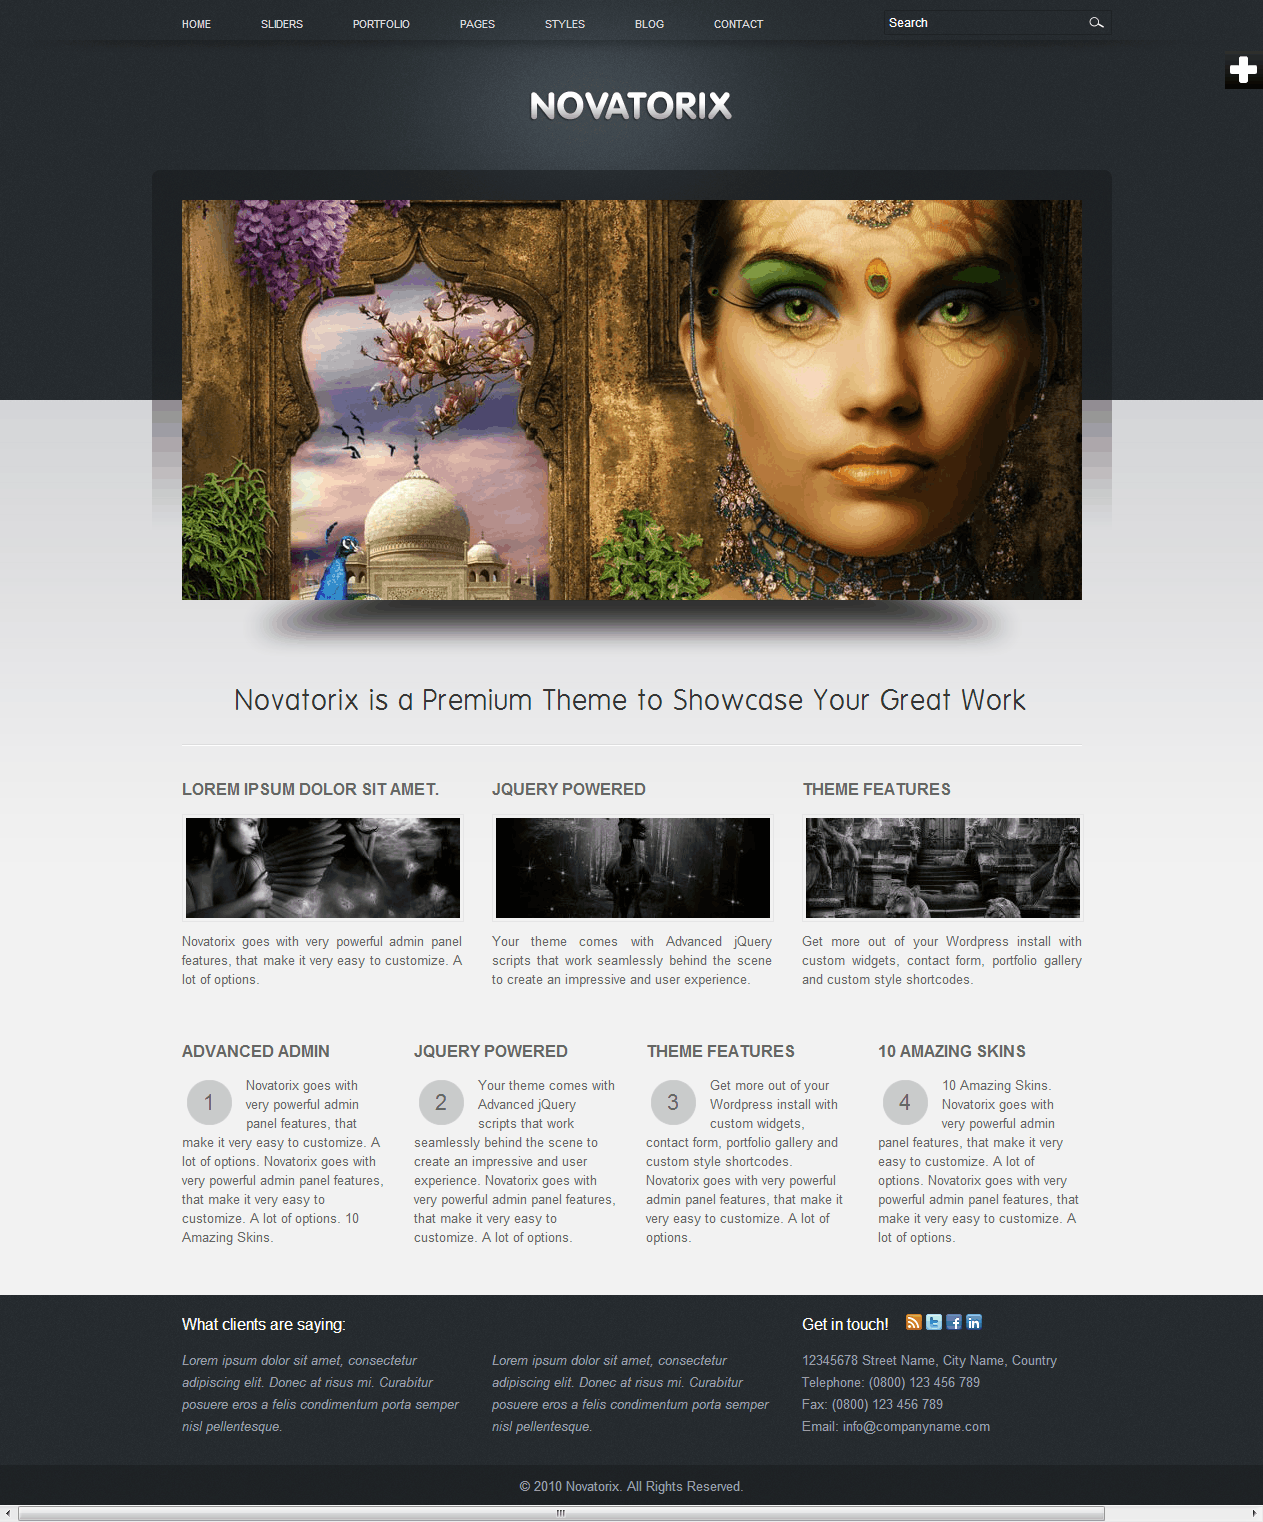 HOME SLIDERS PORTFOLIO PAGES STYLES BLOG CONTACT Search
NOVATORIX
Novatorix is a Premium Theme to Showcase Your Great Work
LOREM IPSUM DOLOR SIT AMET.
Novatorix goes with very powerful admin panel
features, that make it very easy to customize. A
lot of options.
JQUERY POWERED
Your theme comes with Advanced jQuery
scripts that work seamlessly behind the scene
to create an impressive and user experience.
THEME FEATURES
Get more out of your Wordpress install with
custom widgets, contact form, portfolio gallery
and custom style shortcodes.
ADVANCED ADMIN
1
Novatorix goes with
very powerful admin
panel features, that
make it very easy to customize. A
lot of options. Novatorix goes with
very powerful admin panel features,
that make it very easy to
customize. A lot of options. 10
Amazing Skins.
JQUERY POWERED
2
Your theme comes with
Advanced jQuery
scripts that work
seamlessly behind the scene to
create an impressive and user
experience. Novatorix goes with
very powerful admin panel features,
that make it very easy to
customize. A lot of options.
THEME FEATURES
3
Get more out of your
Wordpress install with
custom widgets,
contact form, portfolio gallery and
custom style shortcodes.
Novatorix goes with very powerful
admin panel features, that make it
very easy to customize. A lot of
options.
10 AMAZING SKINS
4
10 Amazing Skins.
Novatorix goes with
very powerful admin
panel features, that make it very
easy to customize. A lot of
options. Novatorix goes with very
powerful admin panel features, that
make it very easy to customize. A
lot of options.
What clients are saying:
Lorem ipsum dolor sit amet, consectetur
adipiscing elit. Donec at risus mi. Curabitur
posuere eros a felis condimentum porta semper
nisl pellentesque.
Lorem ipsum dolor sit amet, consectetur
adipiscing elit. Donec at risus mi. Curabitur
posuere eros a felis condimentum porta semper
nisl pellentesque.
Get in touch!
12345678 Street Name, City Name, Country
Telephone: (0800) 123 456 789
Fax: (0800) 123 456 789
Email: info@companyname.com
© 2010 Novatorix. All Rights Reserved.